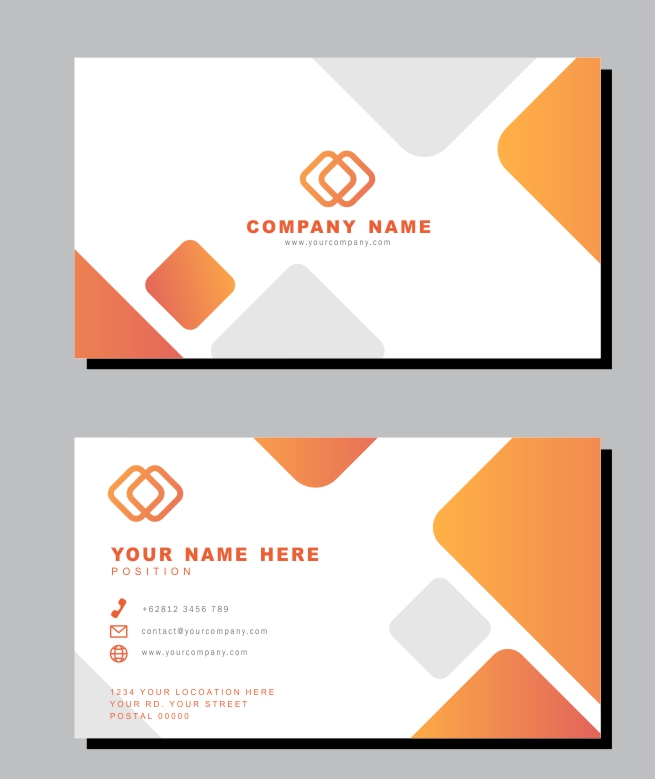 COMPANY NAME
www.yourcompany.com
YOUR NAME HERE
POSITION
+62812 3456 789
contact@yourcompany.com
www.yourcompany.com
1234 YOUR LOCOATION HERE
YOUR RD. YOUR STREET
POSTAL 00000